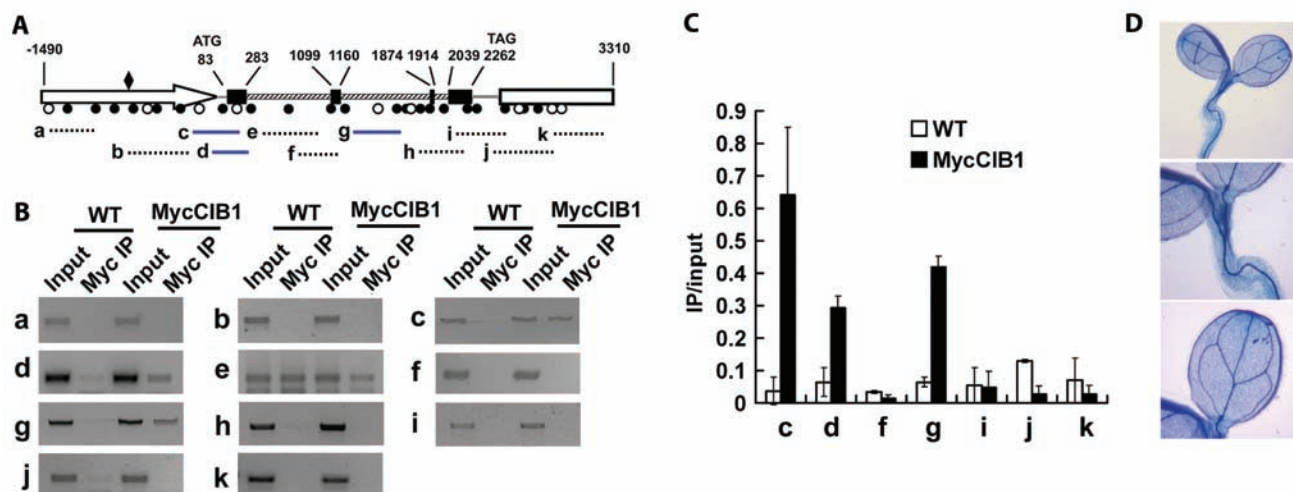 A
-1490
ATG
83
283
1099
1160
1874
1914
2039
TAG
2262
3310
a
b
c
d
e
f
g
h
i
j
k
B
WT
MycCIB1
Input
Myc IP
Input
Myc IP
WT
MycCIB1
Input
Myc IP
Input
Myc IP
WT
MycCIB1
Input
Myc IP
Input
Myc IP
a
b
c
d
e
f
g
h
i
j
k
C
WT
MycCIB1
IP/input
0.9
0.8
0.7
0.6
0.5
0.4
0.3
0.2
0.1
0
c d f g i j k
D